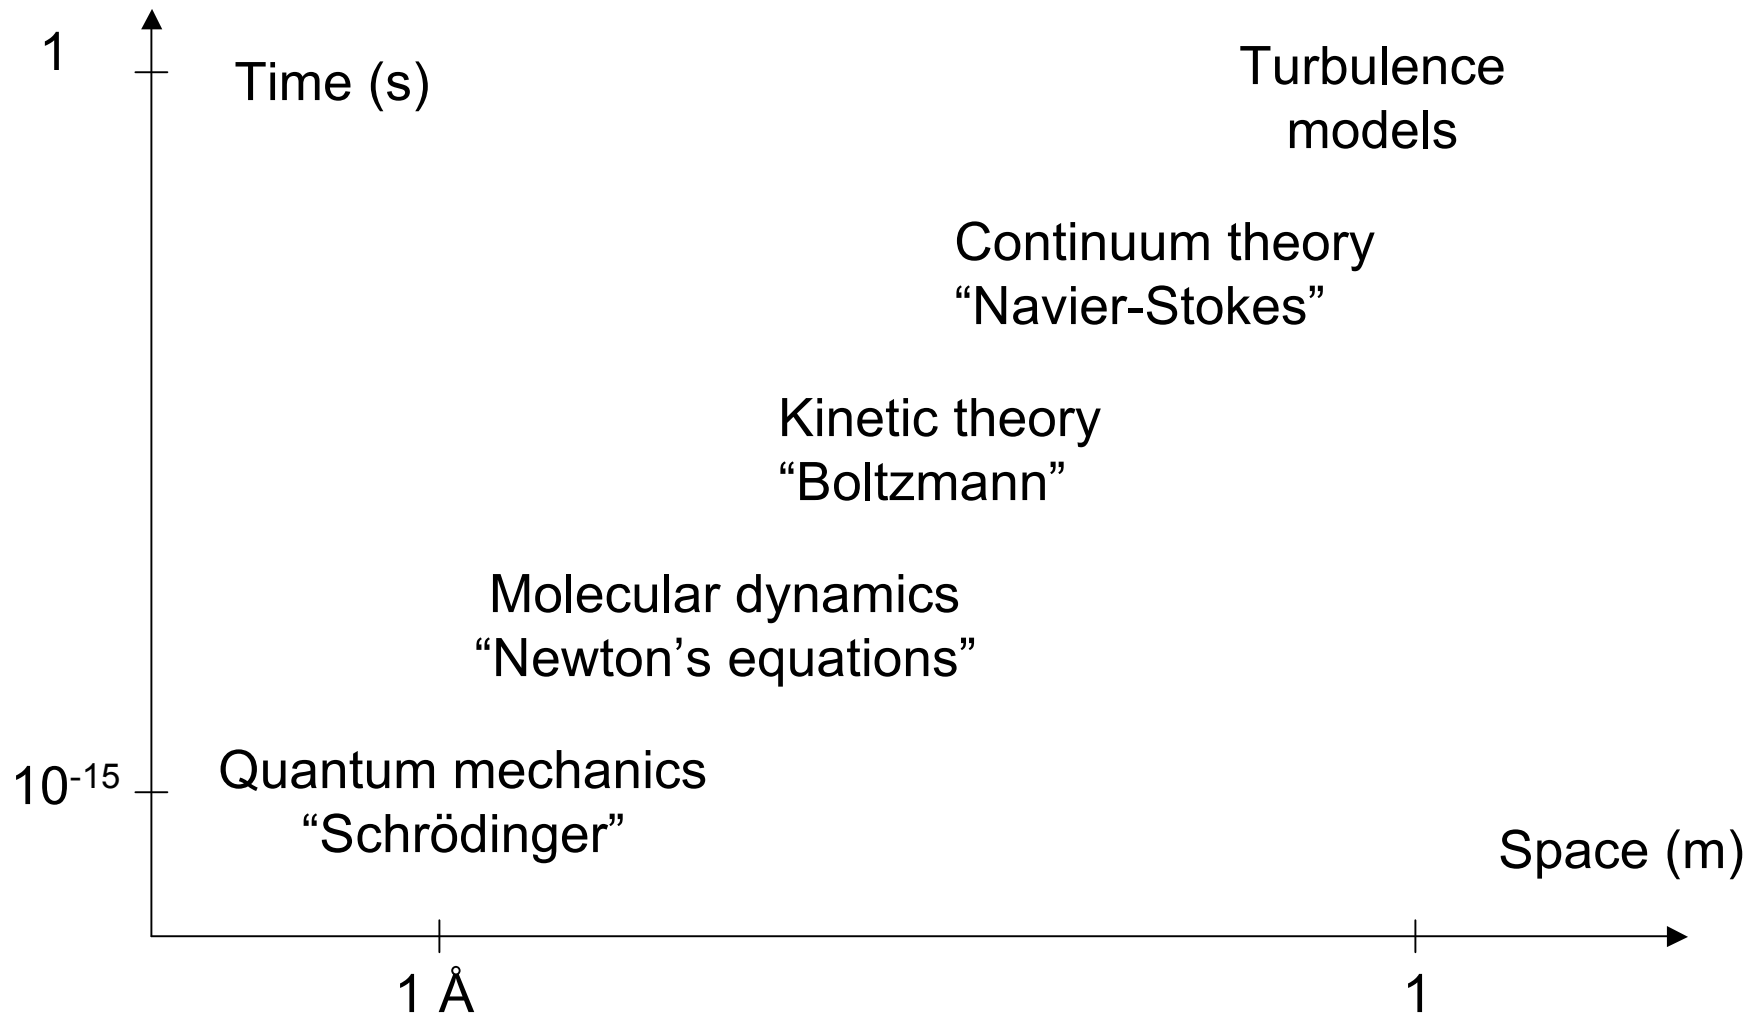 1
Time (s)
Turbulence
models
Continuum theory
“Navier-Stokes”
Kinetic theory
“Boltzmann”
Molecular dynamics
“Newton’s equations”
10-15
Quantum mechanics
“Schrödinger”
Space (m)
1 Å
1